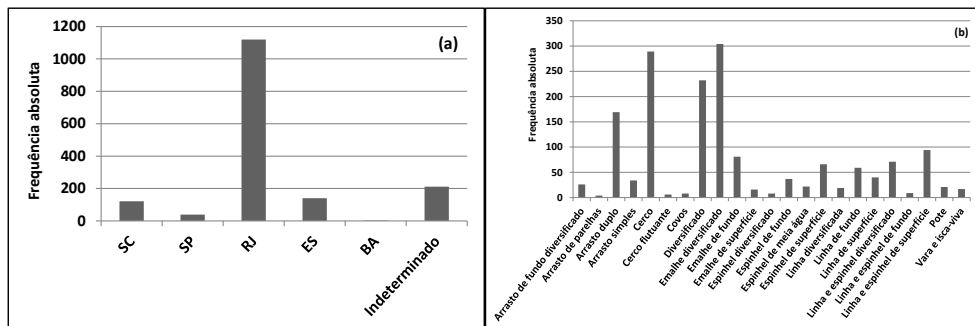 (a)
Frequência absoluta
1200
1000
800
600
400
200
0
SC
SP
RJ
ES
BA
Indeterminado
(b)
Frequência absoluta
350
300
250
200
150
100
50
0
Arrasto de fundo diversificado
Arrasto de parelhas
Arrasto duplo
Arrasto simples
Cerco
Cerco flutuante
Covos
Diversificado
Emalhe diversificado
Emalhe de fundo
Emalhe de superfície
Espinhel diversificado
Espinhel de fundo
Espinhel de meia água
Espinhel de superfície
Linha diversificada
Linha de fundo
Linha de superfície
Linha e espinhel diversificado
Linha e espinhel de fundo
Linha e espinhel de superfície
Pote
Vara e isca-viva